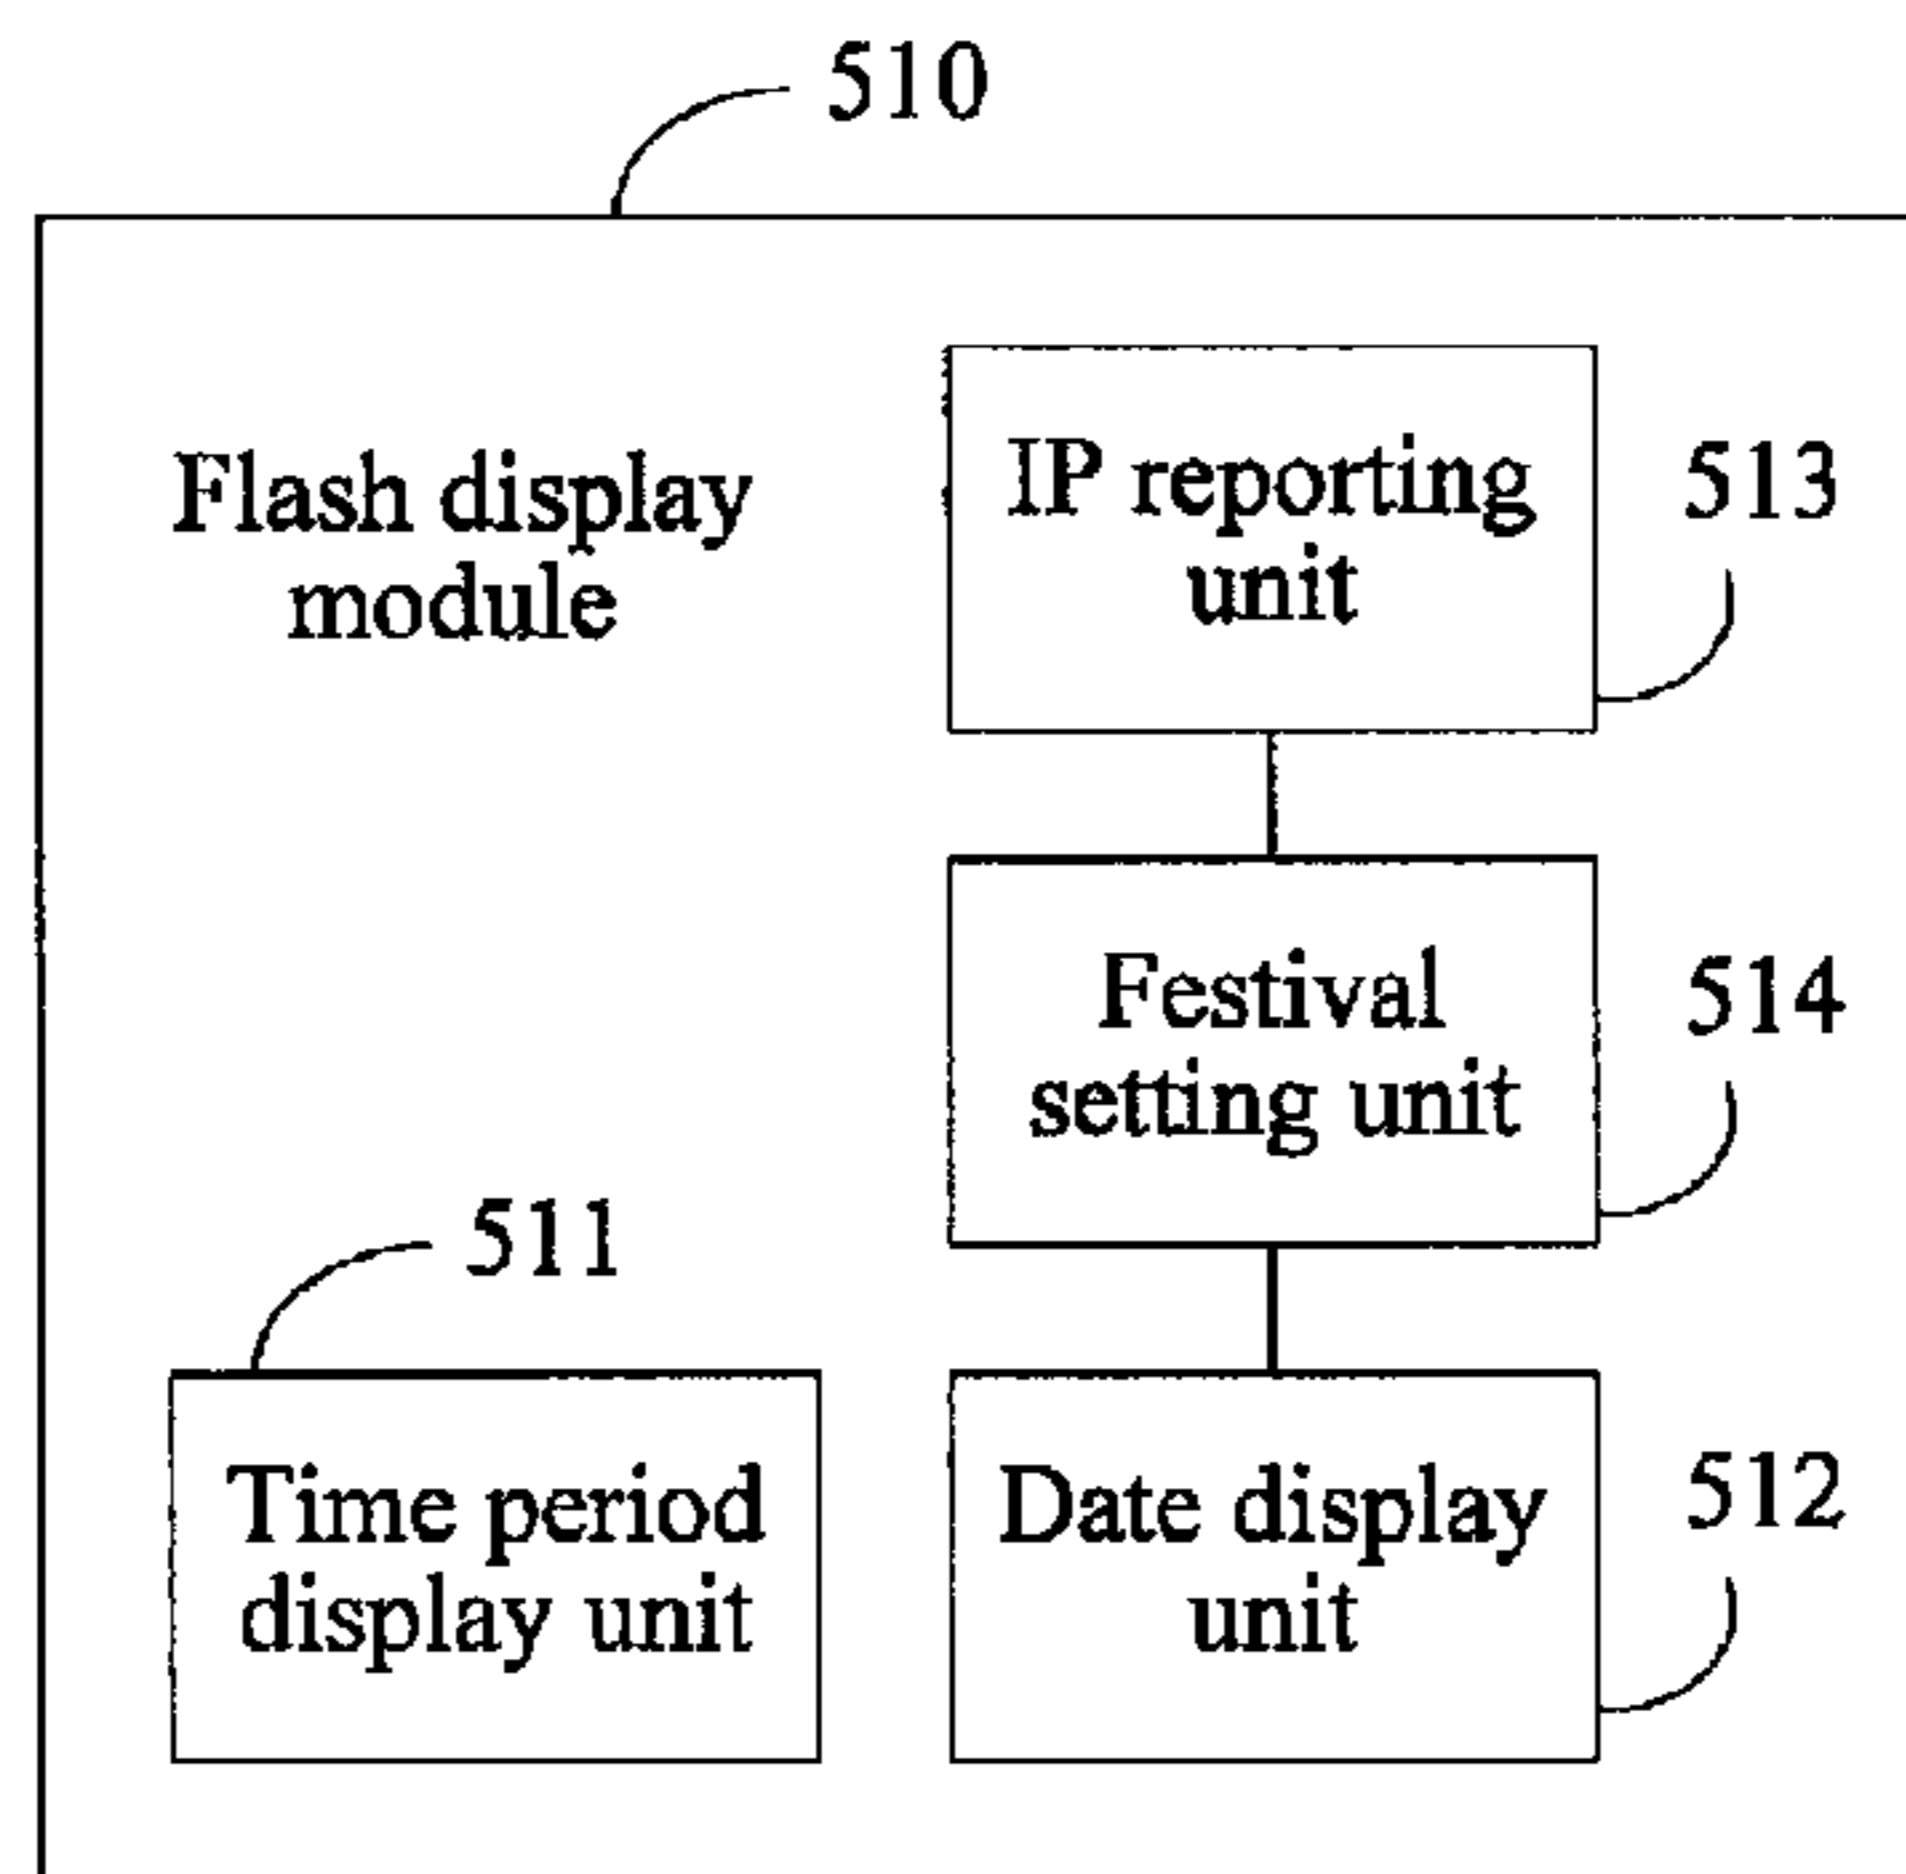 510
Flash display
module
IP reporting
unit
513
Festival
setting unit
514
511
Time period
display unit
Date display
unit
512